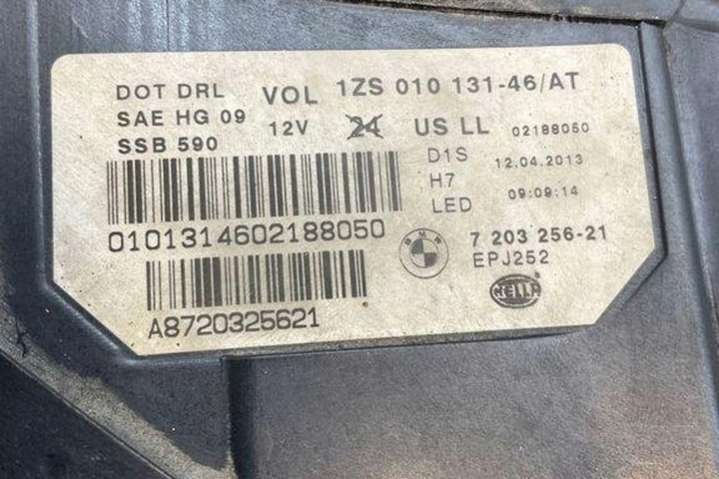 DOT DRL VOL 1ZS 010 131-46/AT
SAE HG 09 12V 24 US LL 02188050
SSB 590 D1S 12.04.2013
H7
LED 09:09:14
0101314602188050
BMW 7 203 256-21
EPJ252
HELLA
A8720325621